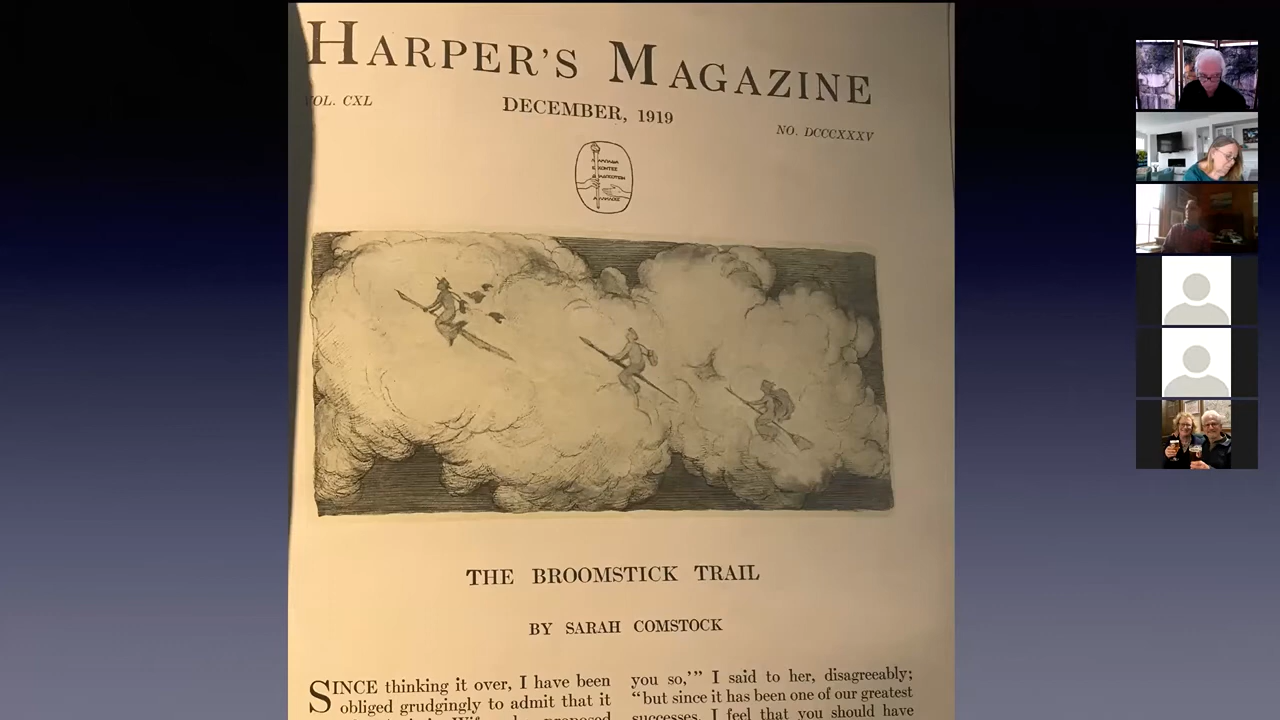 HARPER'S MAGAZINE
VOL. CXL
DECEMBER, 1919
NO. DCCCXXXV
THE BROOMSTICK TRAIL
BY SARAH COMSTOCK
SINCE thinking it over, I have been
obliged grudgingly to admit that it
you so,'" I said to her, disagreeably;
"but since it has been one of our greatest
successes, I feel that you should have